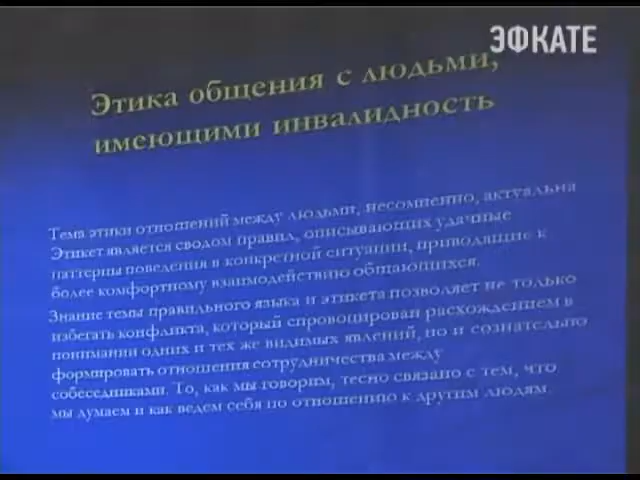 ЭФКАТЕ
Этика общения с людьми,
имеющими инвалидность
Тема этики отношений между людьми, несомненно, актуальна
Этикет является сводом правил, описывающих удачные
паттерны поведения в конкретной ситуации, приводящие к
более комфортному взаимодействию общающихся.
Знание темы правильного языка и этикета позволяет не только
избегать конфликта, который спровоцирован расхождением в
понимании одних и тех же видимых явлений, но и сознательно
формировать отношения сотрудничества между
собеседниками. То, как мы говорим, тесно связано с тем, что
мы думаем и как ведем себя по отношению к другим людям.